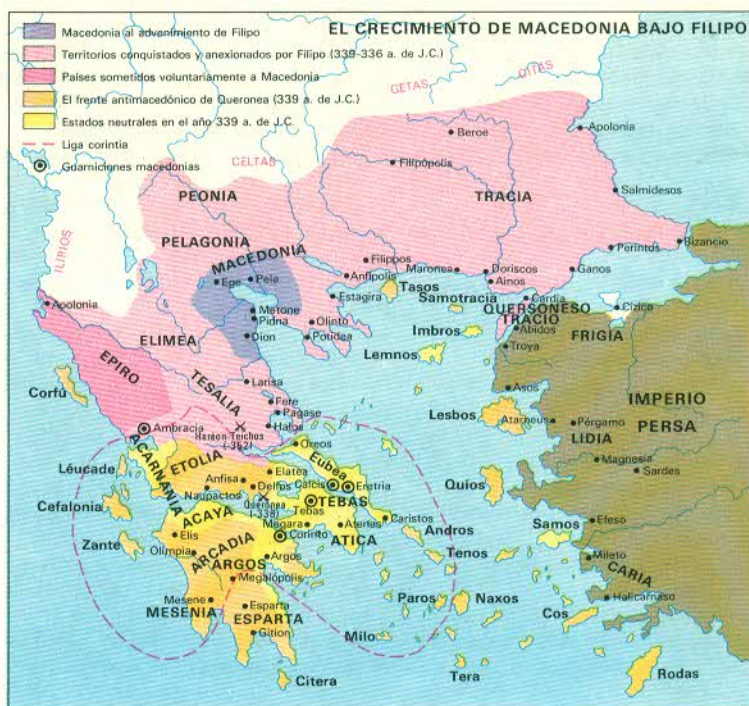 EL CRECIMIENTO DE MACEDONIA BAJO FILIPO
Macedonia al advenimiento de Filipo
Territorios conquistados y anexionados por Filipo (339-336 a. de J.C.)
Países sometidos voluntariamente a Macedonia
El frente antimacedónico de Queronea (339 a. de J.C.)
Estados neutrales en el año 339 a. de J.C.
Liga corintia
Guarniciones macedonias
GETAS
CELTAS
ILIRIOS
Beroe
Apolonia
Filipópolis
PEONIA
TRACIA
Salmidesos
PELAGONIA
MACEDONIA
Bizancio
Perintos
Filippos
Maronea
Doriscos
Ganos
Ege
Pela
Anfípolis
Ainos
Tasos
Apolonia
Estagira
Samotracia
Cardia
QUERSONESO
TRACIO
Cízico
Metone
Pidna
Olinto
Imbros
Abidos
FRIGIA
ELIMEA
Dion
Potidea
Troya
Lemnos
EPIRO
TESALIA
Larisa
Asos
IMPERIO
PERSA
Corfú
Fere
Pagase
Lesbos
Atarneus
Pérgamo
LIDIA
Ambracia
Halos
(-352)
Oreos
Magnesia
Sardes
ACARNANIA
ETOLIA
Elatea
Eubea
Léucade
Anfisa
Delfos
Calcis
Eretria
Quios
Naupactos
Queronea
(-338)
TEBAS
Tebas
Cefalonia
ACAYA
Megara
Atenas
Caristos
Efeso
Samos
Elis
Corinto
ATICA
Andros
Zante
ARCADIA
Olimpia
Argos
Tenos
Mileto
ARGOS
CARIA
Megalópolis
Mesene
Paros
Naxos
Halicarnaso
MESENIA
Esparta
ESPARTA
Cos
Gition
Milo
Citera
Tera
Rodas